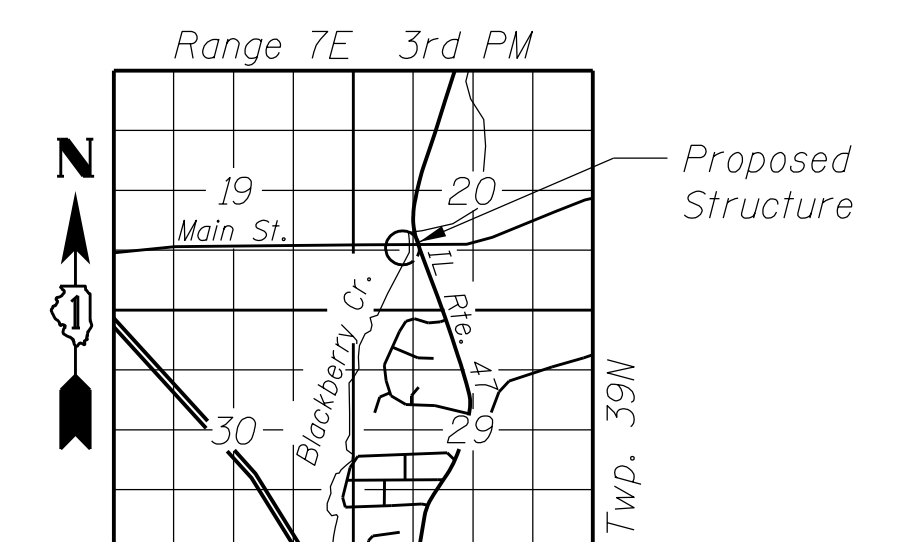 Range 7E 3rd PM
N
Proposed
Structure
19
20
Main St.
1
IL Rte. 47
Blackberry Cr.
30
29
Twp. 39N